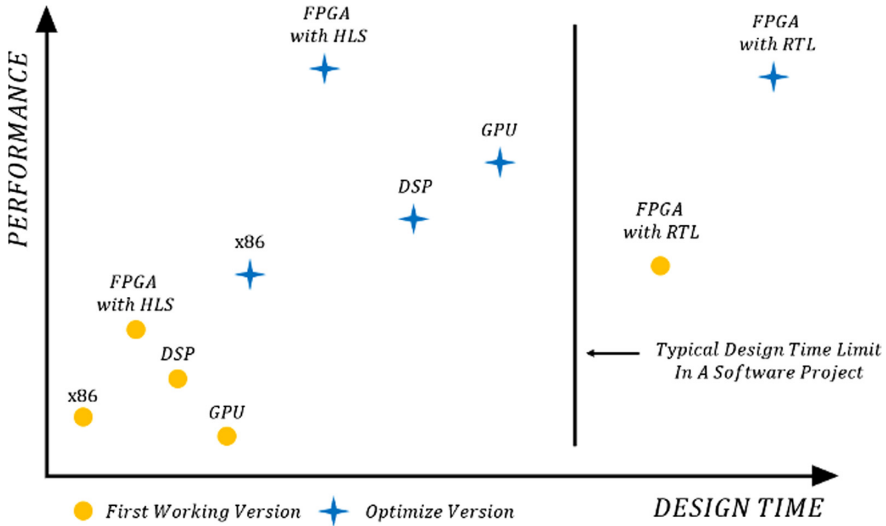 FPGA
with HLS
FPGA
with RTL
GPU
DSP
FPGA
with RTL
x86
FPGA
with HLS
DSP
x86
GPU
Typical Design Time Limit
In A Software Project
PERFORMANCE
First Working Version
Optimize Version
DESIGN TIME